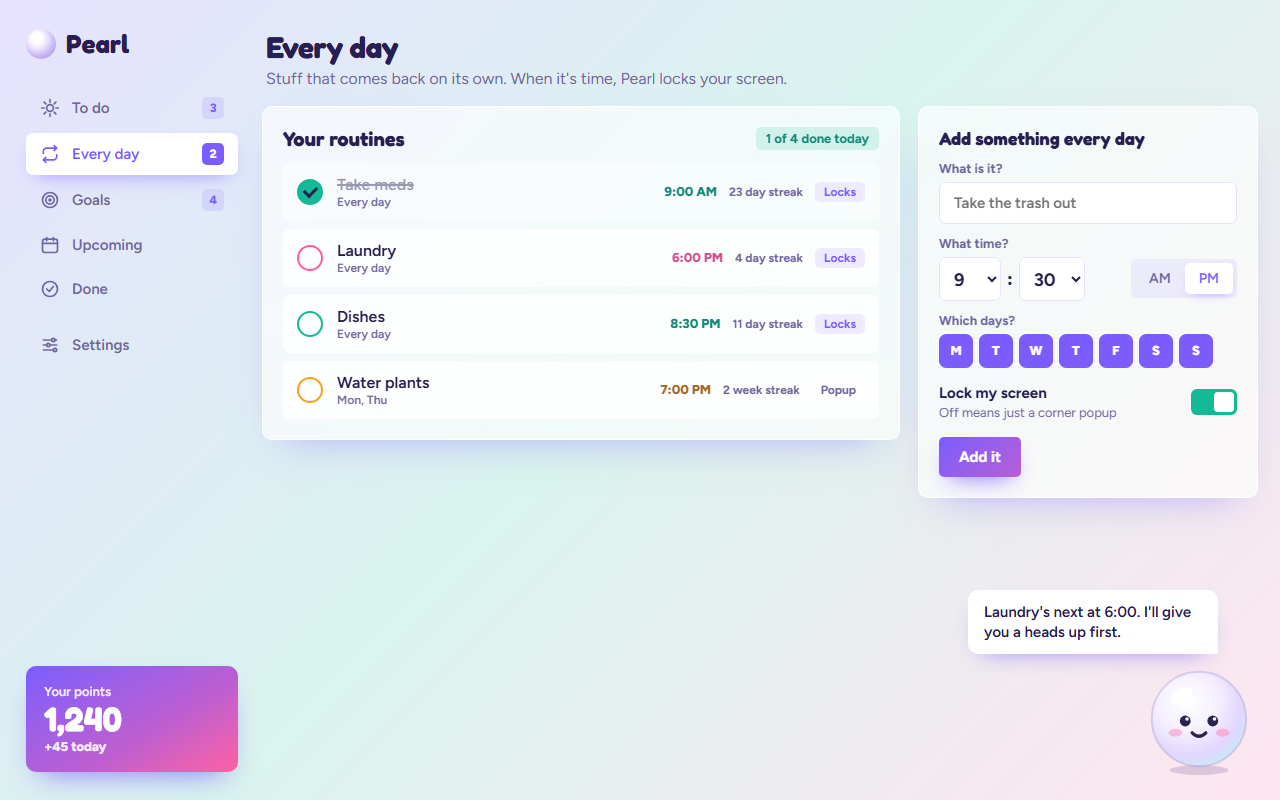 Pearl
To do
3
Every day
2
Goals
4
Upcoming
Done
Settings
Your points
1,240
+45 today
Every day
Stuff that comes back on its own. When it's time, Pearl locks your screen.
Your routines
1 of 4 done today
Take meds
Every day
9:00 AM
23 day streak
Locks
Laundry
Every day
6:00 PM
4 day streak
Locks
Dishes
Every day
8:30 PM
11 day streak
Locks
Water plants
Mon, Thu
7:00 PM
2 week streak
Popup
Add something every day
What is it?
Take the trash out
What time?
9 : 30
AM PM
Which days?
M T W T F S S
Lock my screen
Off means just a corner popup
Add it
Laundry's next at 6:00. I'll give
you a heads up first.